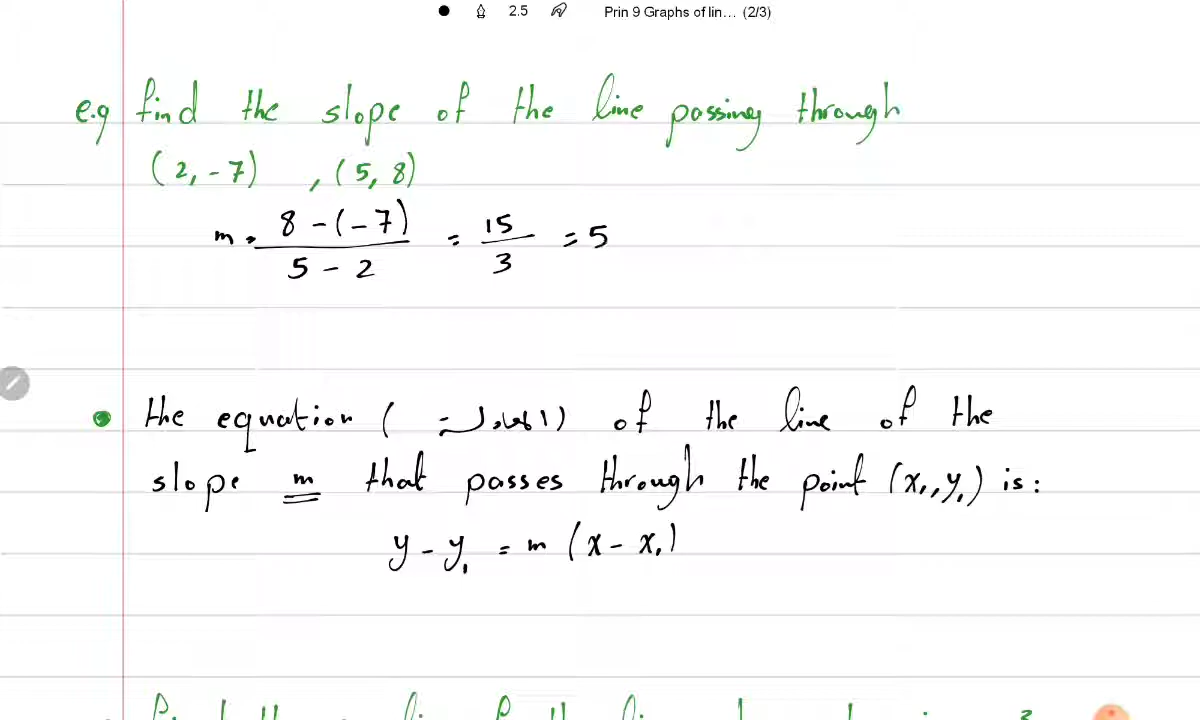 2.5 Prin 9 Graphs of lin... (2/3)
e.g find the slope of the line passing through
(2, -7) , (5, 8)
m = 8 - (-7) / 5 - 2 = 15 / 3 = 5
the equation (المعادلة) of the line of the
slope m that passes through the point (x₁, y₁) is:
y - y₁ = m (x - x₁)